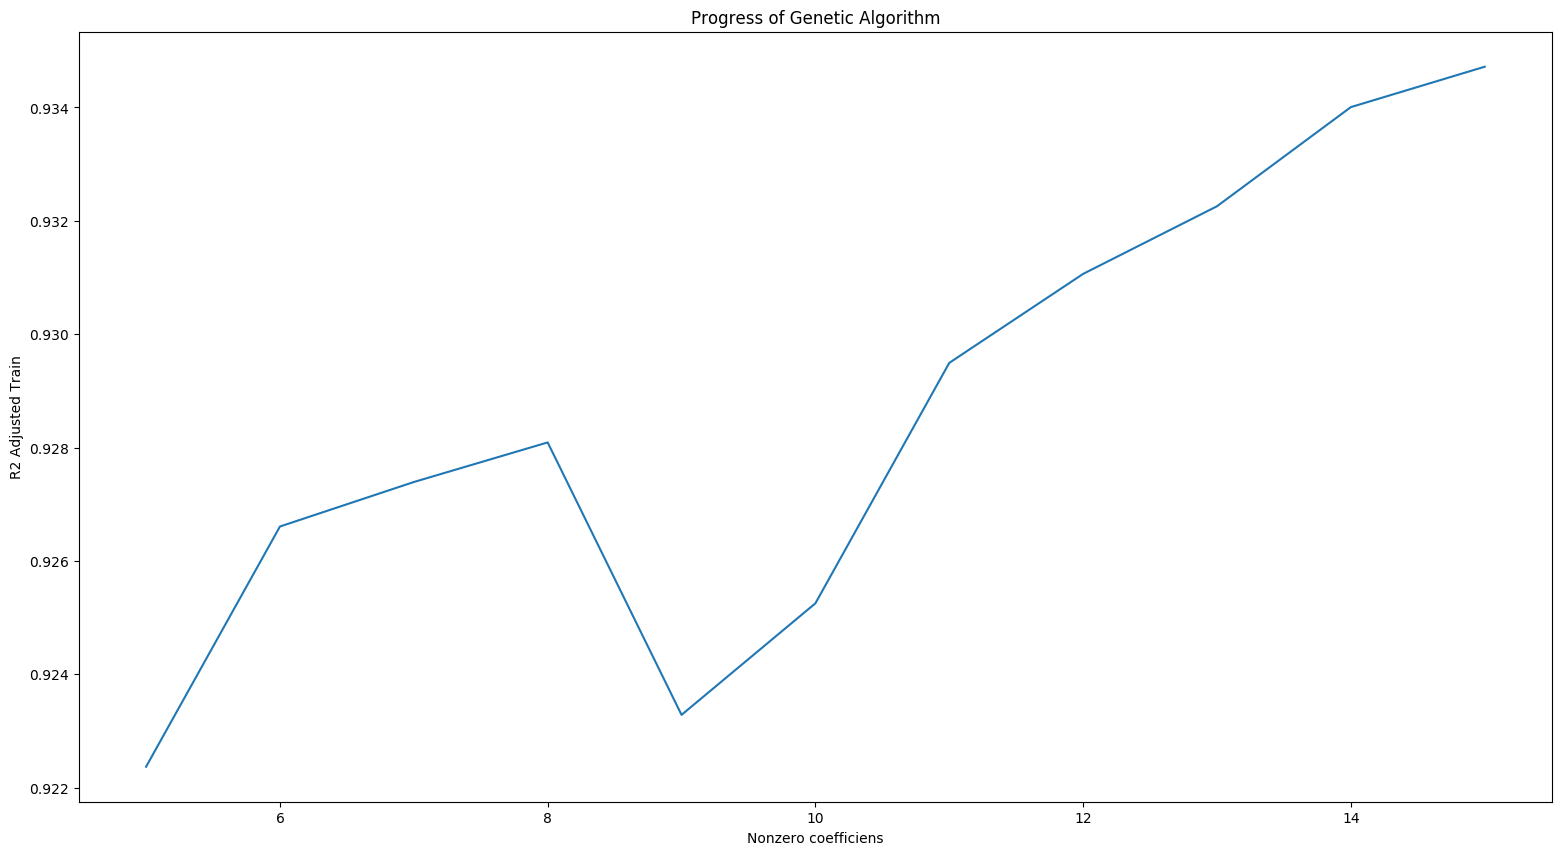 Progress of Genetic Algorithm
R2 Adjusted Train
0.934
0.932
0.930
0.928
0.926
0.924
0.922
6 8 10 12 14
Nonzero coefficiens